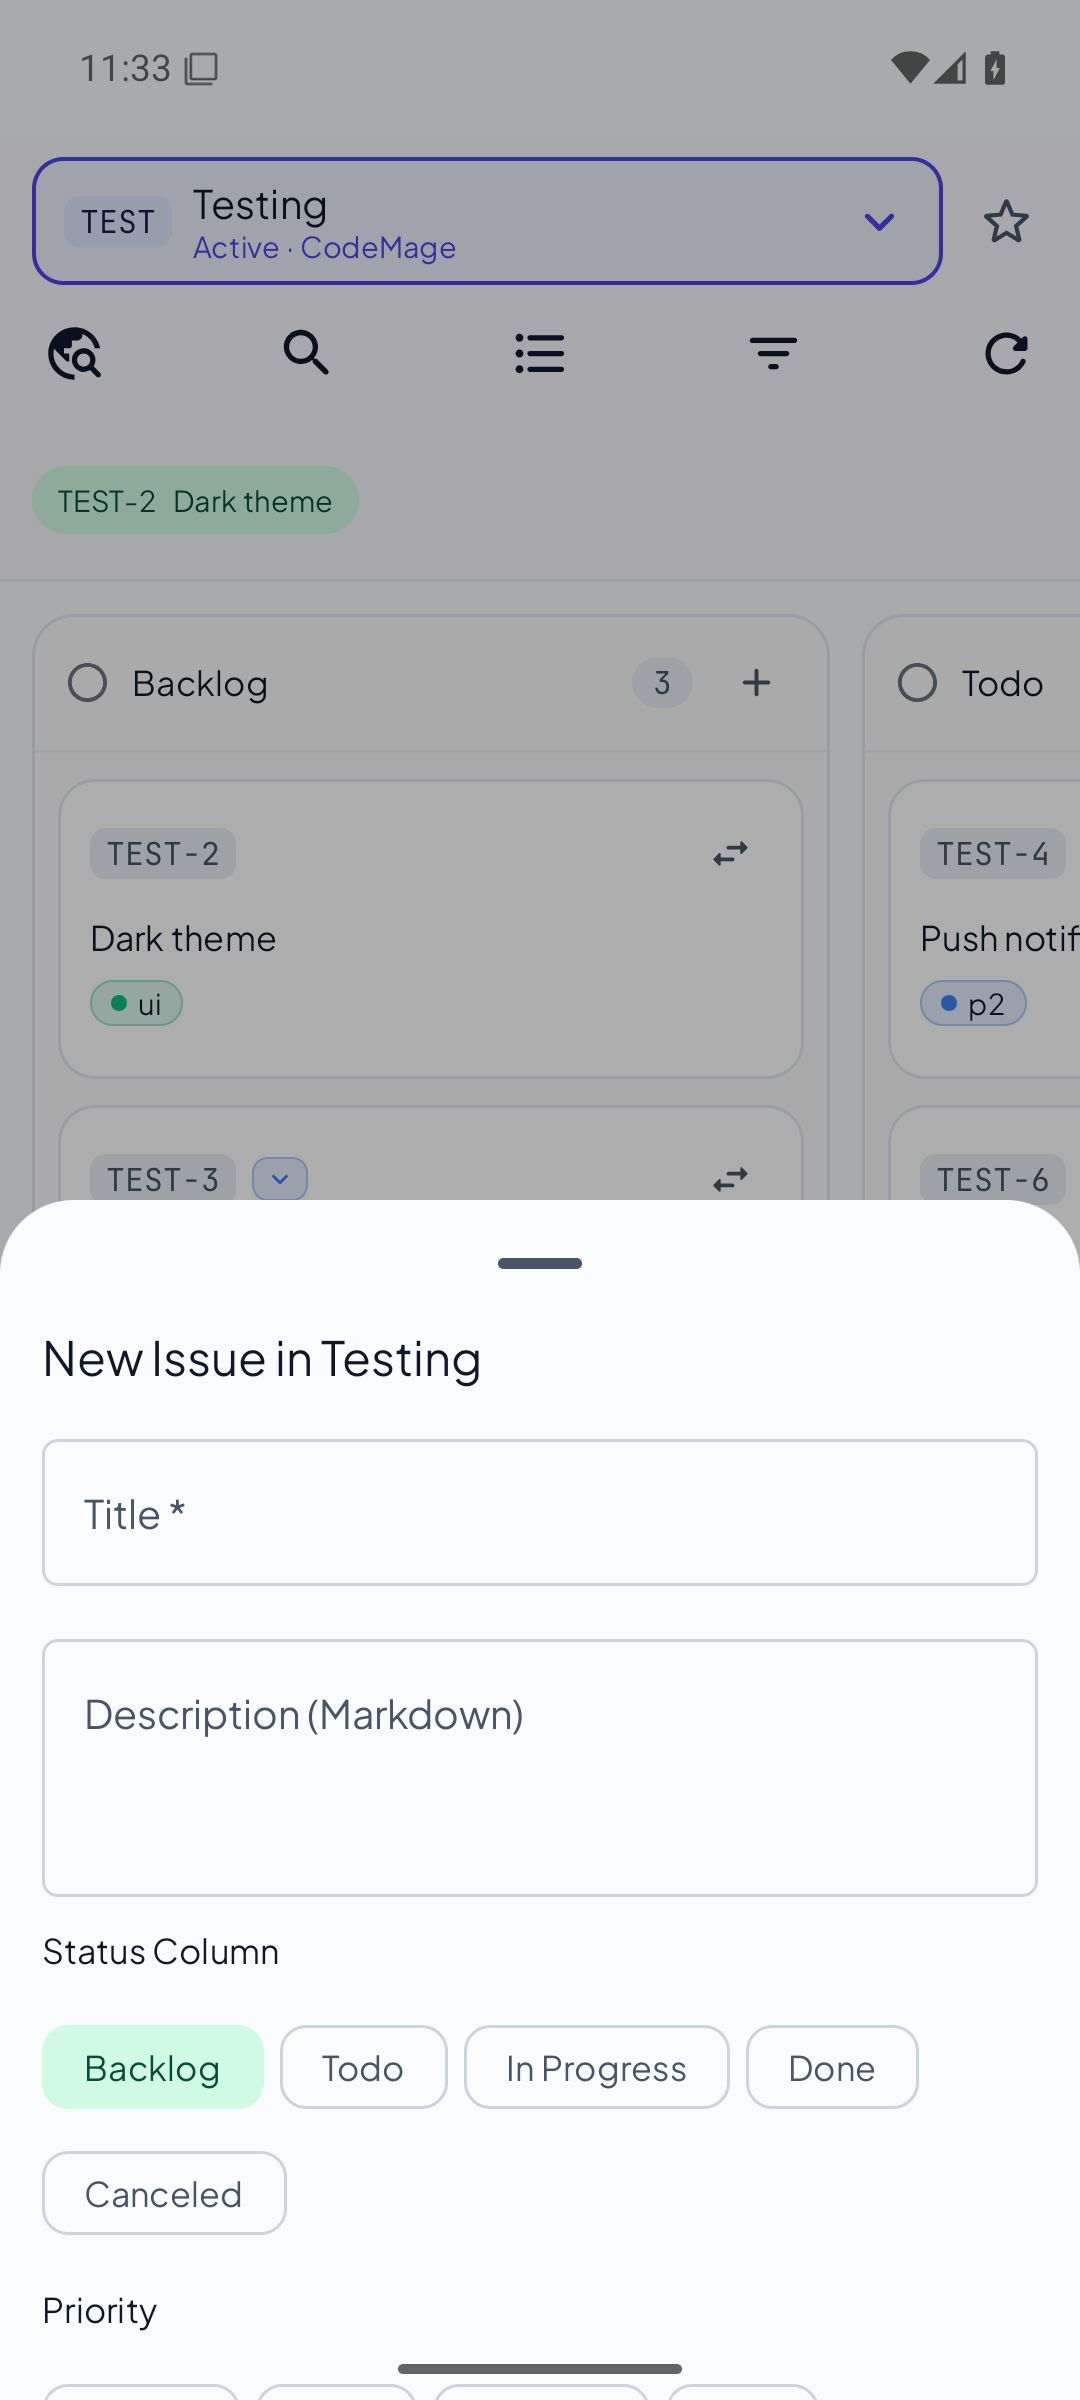 11:33
TEST
Testing
Active · CodeMage
TEST-2 Dark theme
Backlog
3
Todo
TEST-2
Dark theme
ui
TEST-4
Push notif
p2
TEST-3
TEST-6
New Issue in Testing
Title *
Description (Markdown)
Status Column
Backlog
Todo
In Progress
Done
Canceled
Priority